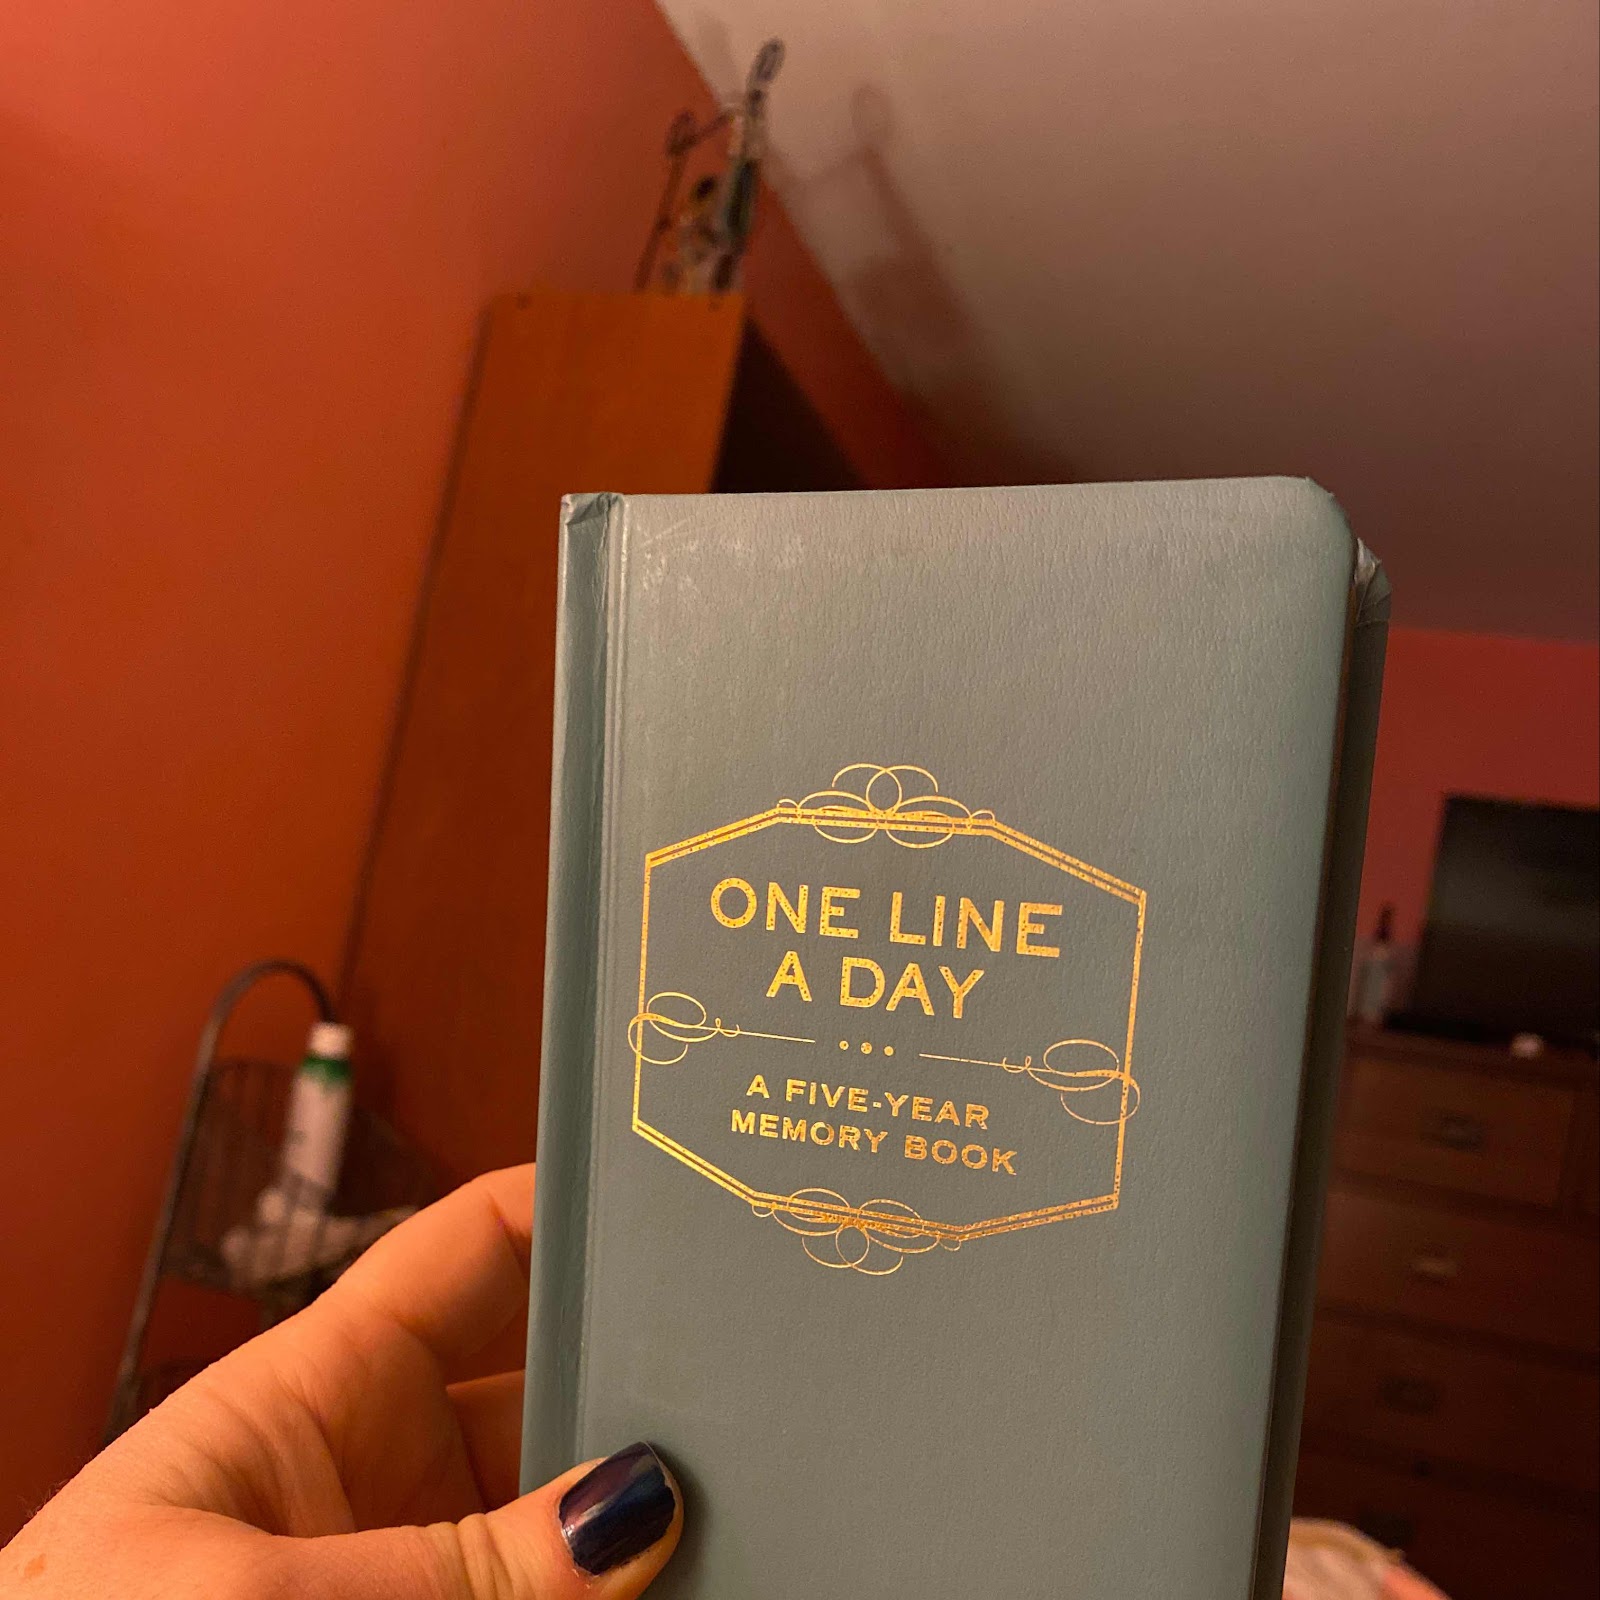 ONE LINE
A DAY
A FIVE-YEAR
MEMORY BOOK